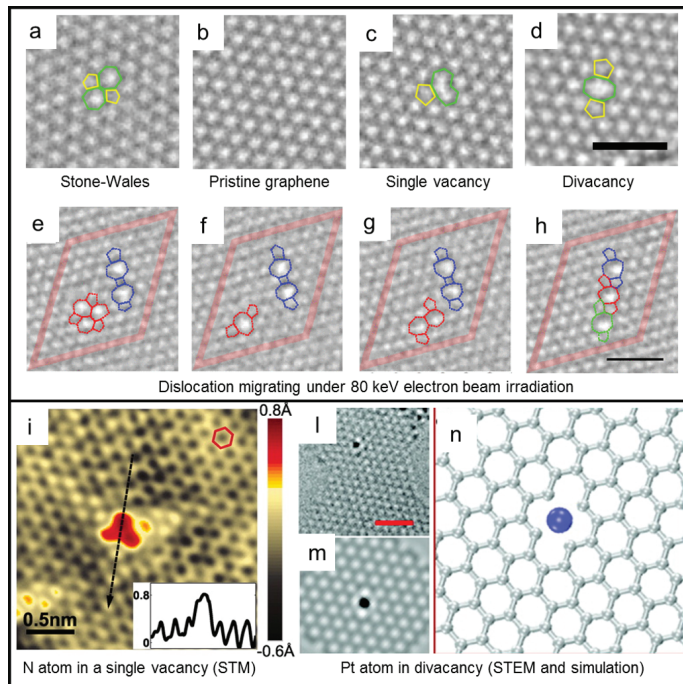 a
b
c
d
Stone-Wales
Pristine graphene
Single vacancy
Divacancy
e
f
g
h
Dislocation migrating under 80 keV electron beam irradiation
i
0.8Å
0.8
0
0.5nm
-0.6Å
l
m
n
N atom in a single vacancy (STM)
Pt atom in divacancy (STEM and simulation)